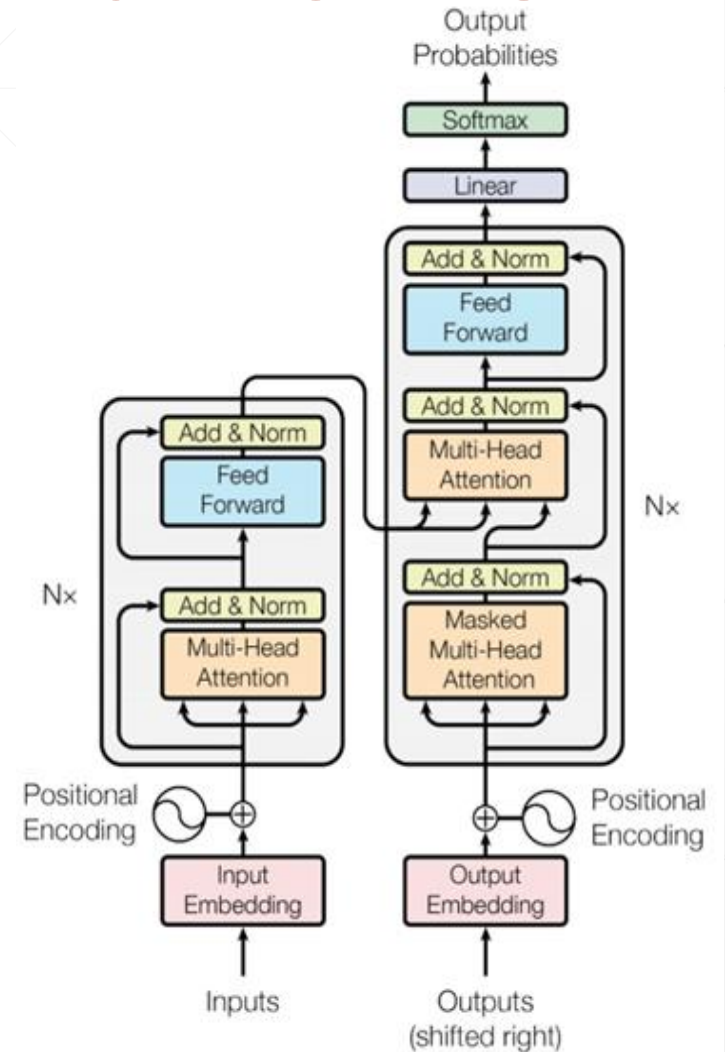 Output
Probabilities
Softmax
Linear
Add & Norm
Feed
Forward
Add & Norm
Multi-Head
Attention
Add & Norm
Masked
Multi-Head
Attention
Nx
Add & Norm
Feed
Forward
Add & Norm
Multi-Head
Attention
Nx
Positional
Encoding
Positional
Encoding
Input
Embedding
Output
Embedding
Inputs
Outputs
(shifted right)